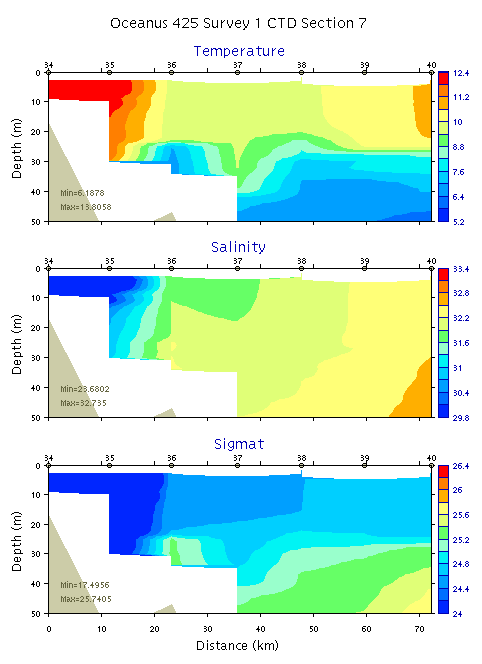 Oceanus 425 Survey 1 CTD Section 7
Temperature
34 35 36 37 38 39 40
0
10
20
30
40
50
Depth (m)
Min=6.1878
Max=13.8058
12.4
11.2
10
8.8
7.6
6.4
5.2
Salinity
34 35 36 37 38 39 40
0
10
20
30
40
50
Depth (m)
Min=23.6802
Max=32.735
33.4
32.8
32.2
31.6
31
30.4
29.8
Sigmat
34 35 36 37 38 39 40
0
10
20
30
40
50
Depth (m)
Min=17.4956
Max=25.7405
26.4
26
25.6
25.2
24.8
24.4
24
0 10 20 30 40 50 60 70
Distance (km)